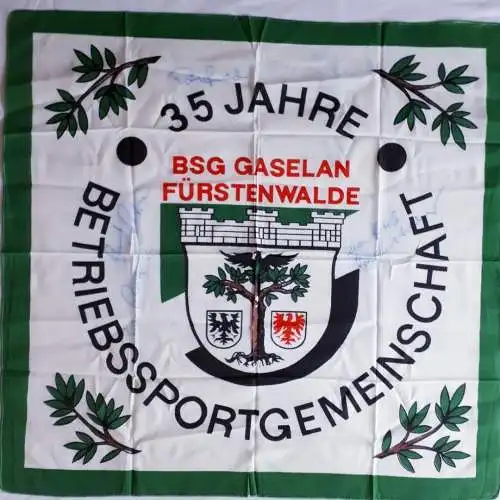 35 JAHRE
BSG GASELAN
FÜRSTENWALDE
BETRIEBSSPORTGEMEINSCHAFT